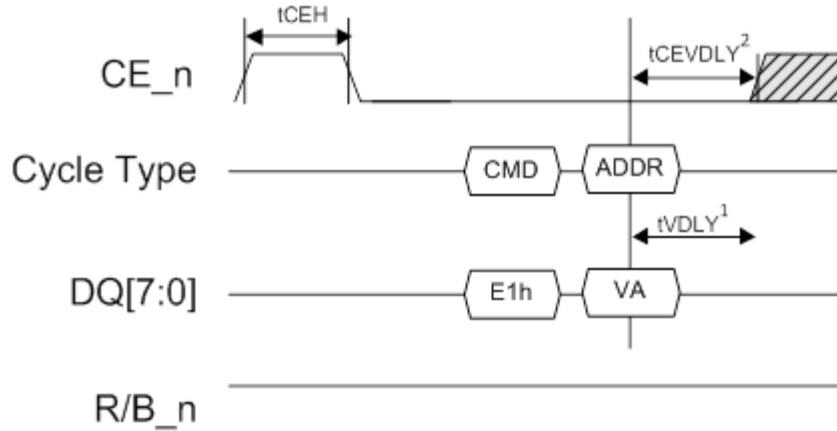 tCEH
tCEVDLY2
CE_n
Cycle Type
CMD
ADDR
tVDLY1
DQ[7:0]
E1h
VA
R/B_n